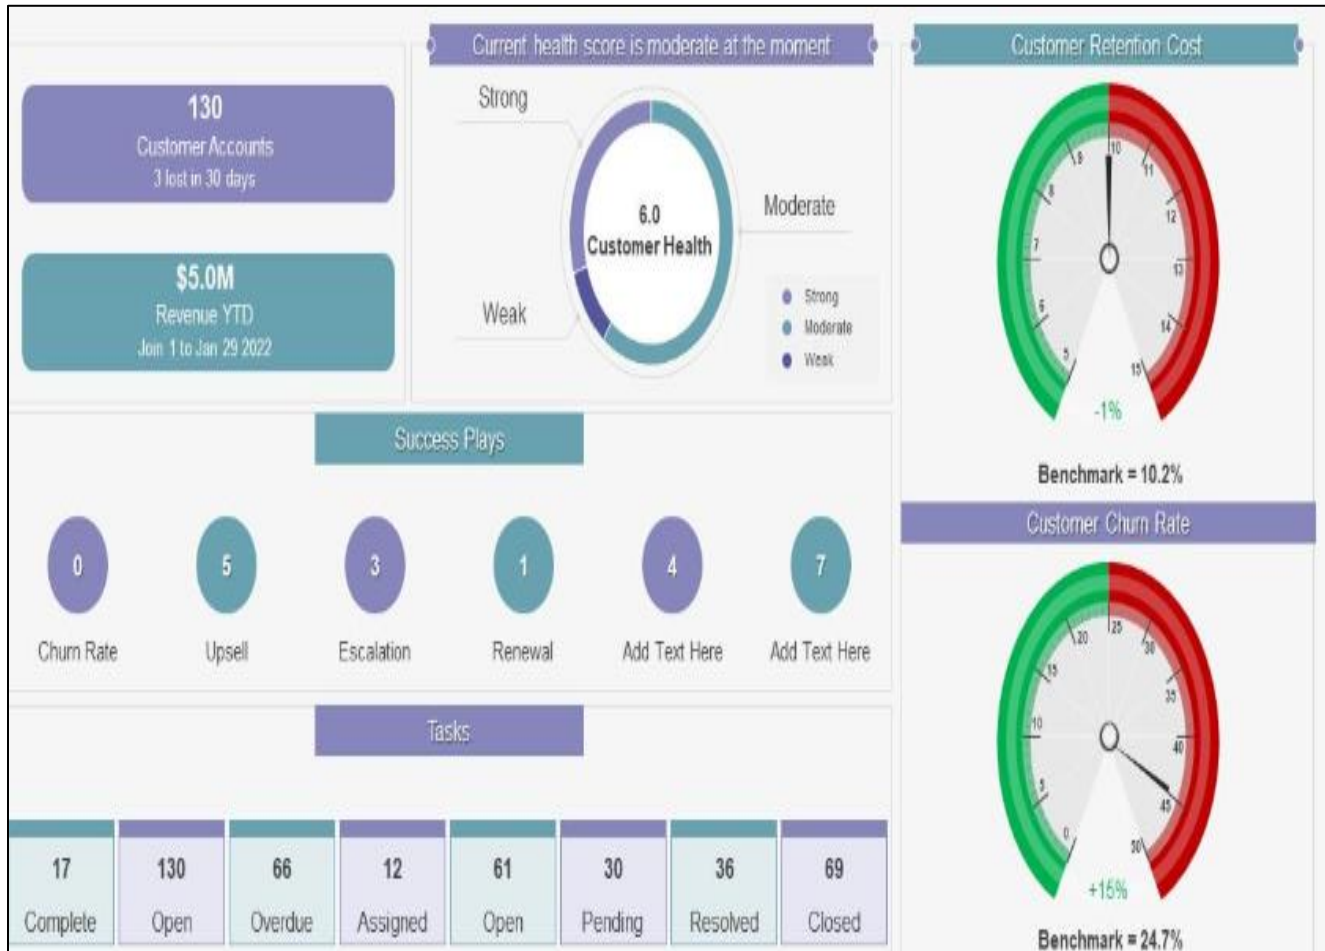 130
Customer Accounts
3 lost in 30 days
$5.0M
Revenue YTD
Join 1 to Jan 29 2022
Current health score is moderate at the moment
Strong
Moderate
Weak
6.0
Customer Health
Strong
Moderate
Weak
Customer Retention Cost
5
6
7
8
9
10
11
12
13
14
15
-1%
Benchmark = 10.2%
Success Plays
0
Churn Rate
5
Upsell
3
Escalation
1
Renewal
4
Add Text Here
7
Add Text Here
Customer Churn Rate
0
5
10
15
20
25
30
35
40
45
50
+15%
Benchmark = 24.7%
Tasks
17
Complete
130
Open
66
Overdue
12
Assigned
61
Open
30
Pending
36
Resolved
69
Closed